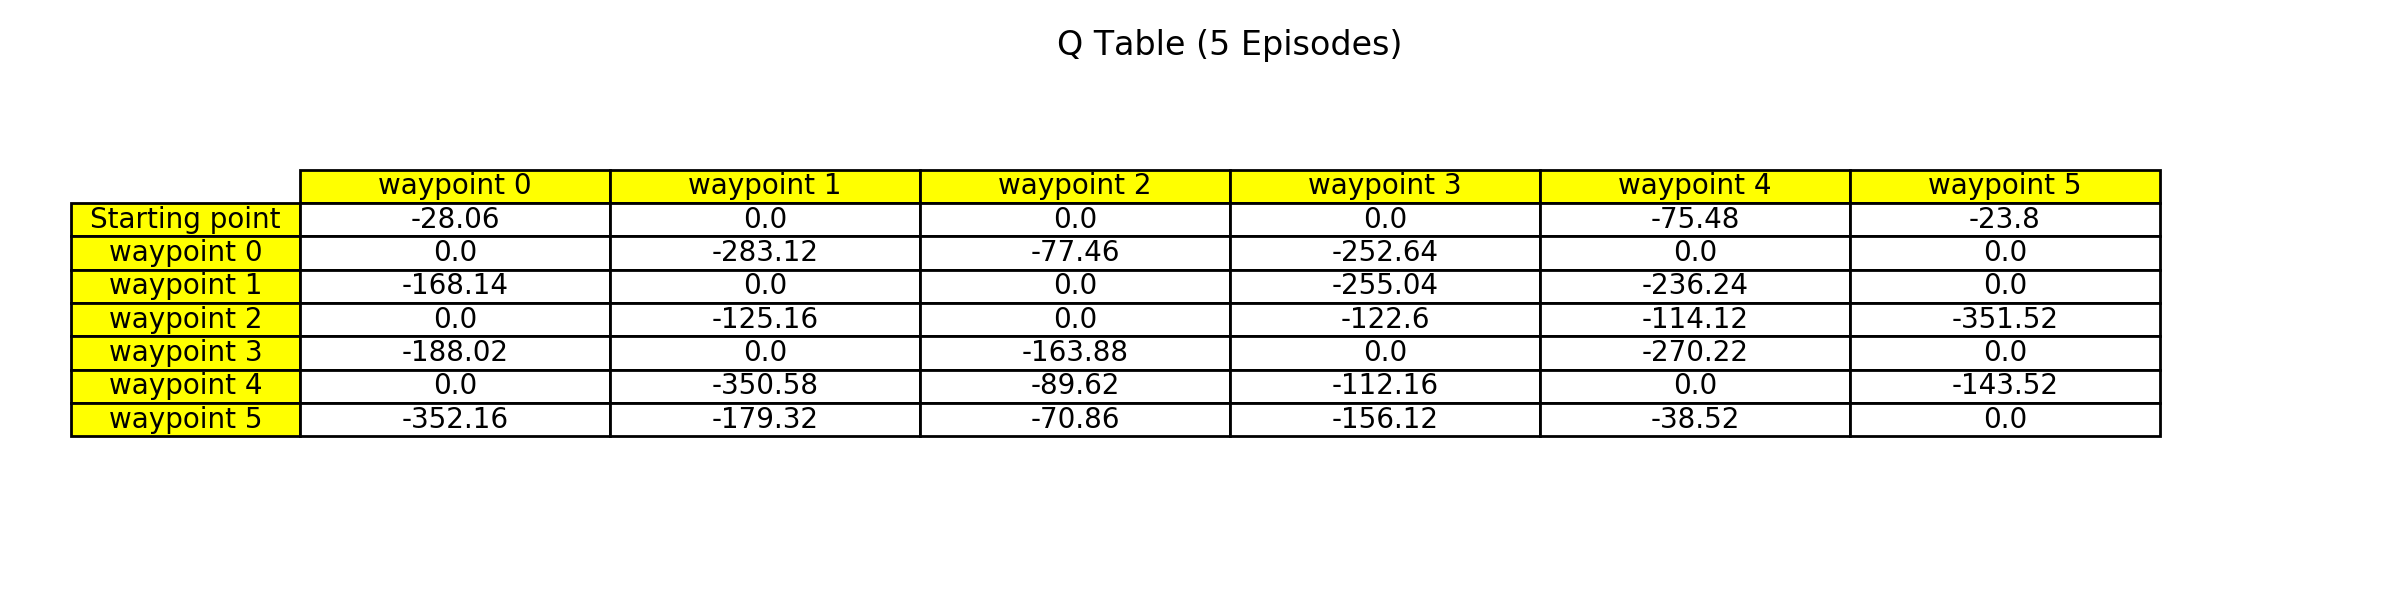 Q Table (5 Episodes)
waypoint 0 waypoint 1 waypoint 2 waypoint 3 waypoint 4 waypoint 5
Starting point -28.06 0.0 0.0 0.0 -75.48 -23.8
waypoint 0 0.0 -283.12 -77.46 -252.64 0.0 0.0
waypoint 1 -168.14 0.0 0.0 -255.04 -236.24 0.0
waypoint 2 0.0 -125.16 0.0 -122.6 -114.12 -351.52
waypoint 3 -188.02 0.0 -163.88 0.0 -270.22 0.0
waypoint 4 0.0 -350.58 -89.62 -112.16 0.0 -143.52
waypoint 5 -352.16 -179.32 -70.86 -156.12 -38.52 0.0